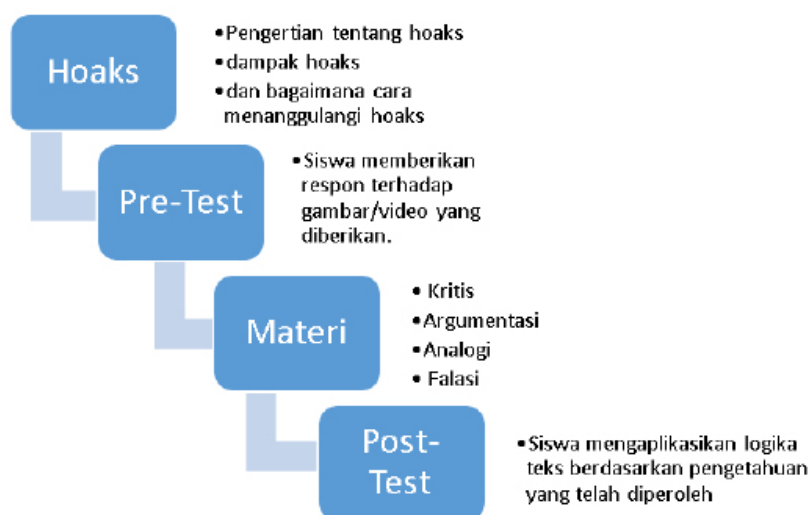 Hoaks
•Pengertian tentang hoaks
•dampak hoaks
•dan bagaimana cara
menanggulangi hoaks
Pre-Test
•Siswa memberikan
respon terhadap
gambar/video yang
diberikan.
Materi
• Kritis
•Argumentasi
•Analogi
• Falasi
Post-
Test
•Siswa mengaplikasikan logika
teks berdasarkan pengetahuan
yang telah diperoleh